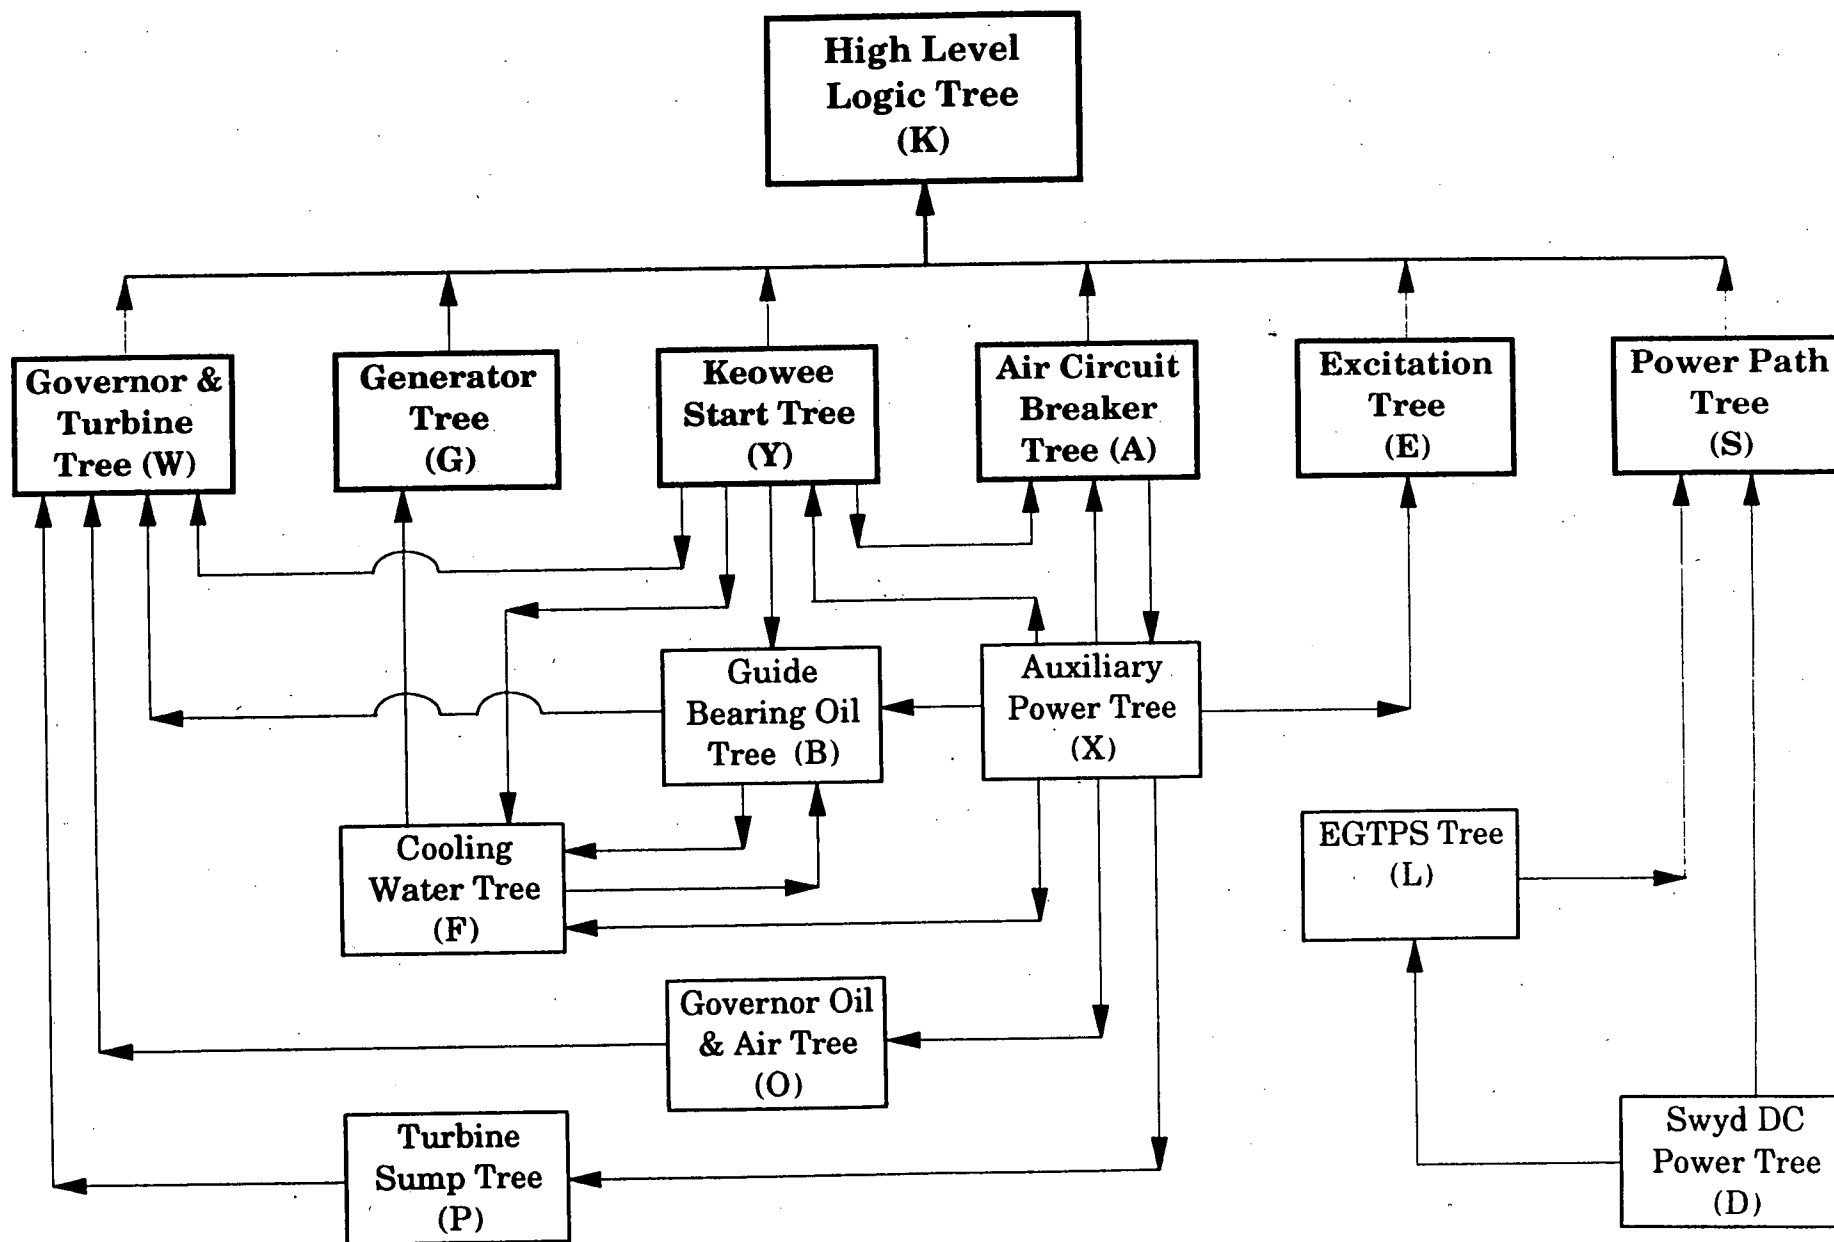 High Level
Logic Tree
(K)
Governor &
Turbine
Tree (W)
Generator
Tree
(G)
Keowee
Start Tree
(Y)
Air Circuit
Breaker
Tree (A)
Excitation
Tree
(E)
Power Path
Tree
(S)
Guide
Bearing Oil
Tree (B)
Auxiliary
Power Tree
(X)
Cooling
Water Tree
(F)
EGTPS Tree
(L)
Governor Oil
& Air Tree
(O)
Turbine
Sump Tree
(P)
Swyd DC
Power Tree
(D)